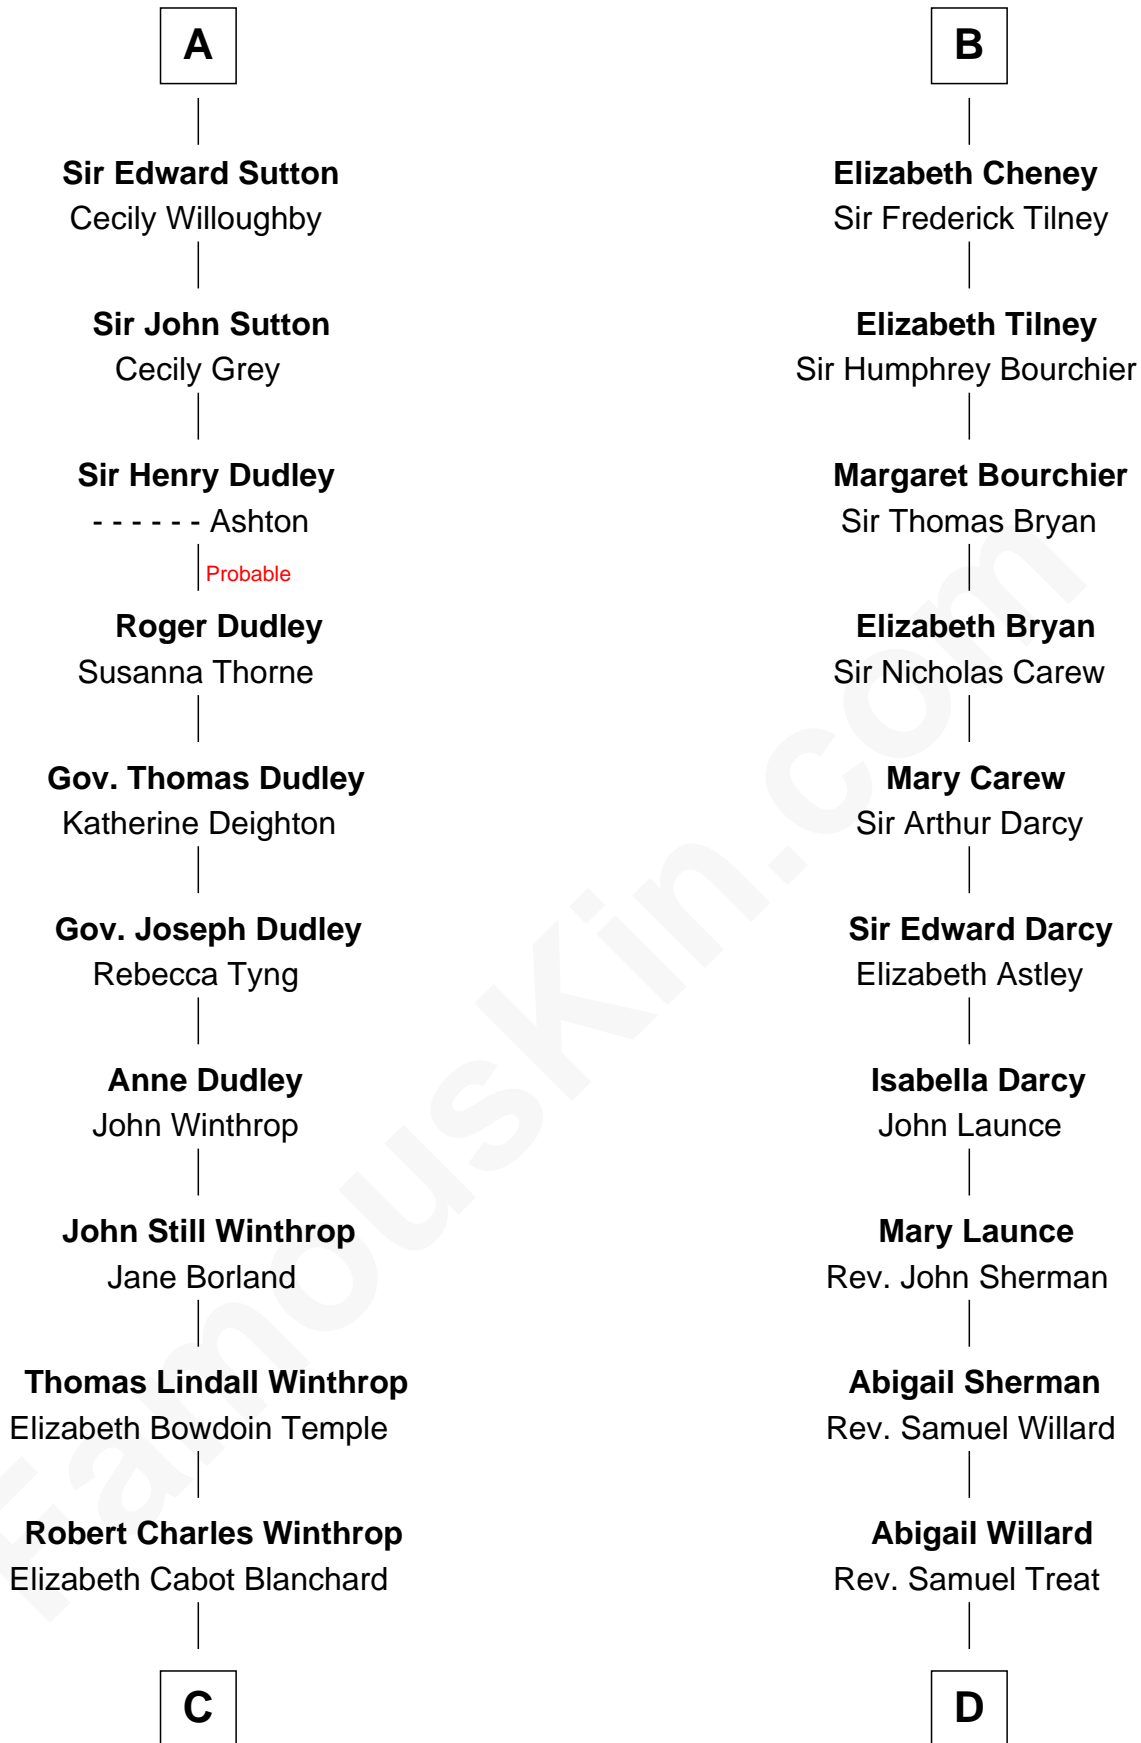 A
Sir Edward Sutton
Cecily Willoughby
Sir John Sutton
Cecily Grey
Sir Henry Dudley
- - - - - - Ashton
Probable
Roger Dudley
Susanna Thorne
Gov. Thomas Dudley
Katherine Deighton
Gov. Joseph Dudley
Rebecca Tyng
Anne Dudley
John Winthrop
John Still Winthrop
Jane Borland
Thomas Lindall Winthrop
Elizabeth Bowdoin Temple
Robert Charles Winthrop
Elizabeth Cabot Blanchard
C
B
Elizabeth Cheney
Sir Frederick Tilney
Elizabeth Tilney
Sir Humphrey Bourchier
Margaret Bourchier
Sir Thomas Bryan
Elizabeth Bryan
Sir Nicholas Carew
Mary Carew
Sir Arthur Darcy
Sir Edward Darcy
Elizabeth Astley
Isabella Darcy
John Launce
Mary Launce
Rev. John Sherman
Abigail Sherman
Rev. Samuel Willard
Abigail Willard
Rev. Samuel Treat
D
FamousKin.com